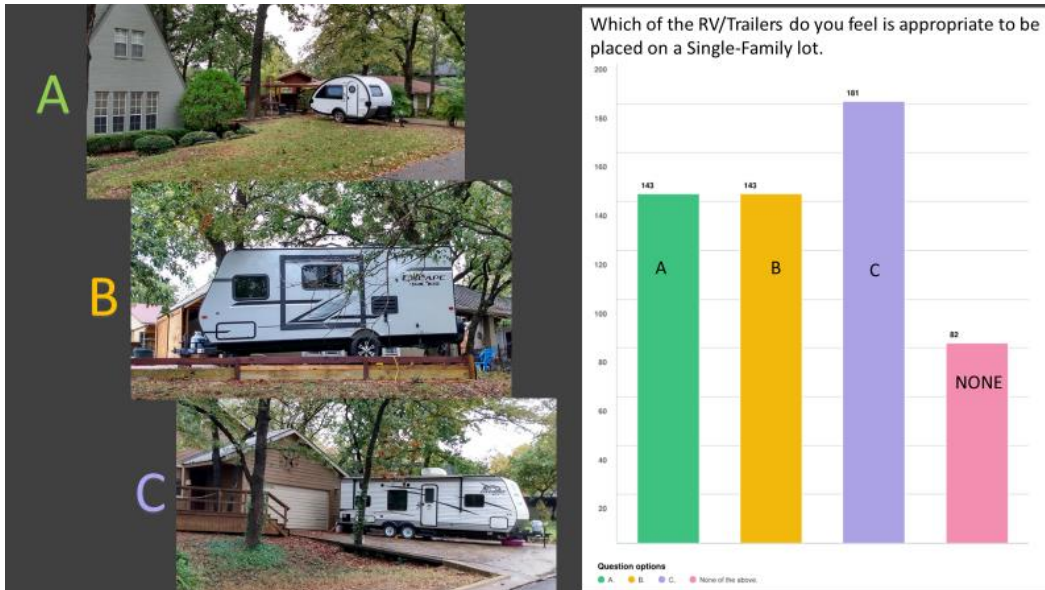 A
B
C
ESCAPE
Which of the RV/Trailers do you feel is appropriate to be
placed on a Single-Family lot.
200
180
160
140
120
100
80
60
40
20
143
143
181
82
A
B
C
NONE
Question options
A. B. C. None of the above.